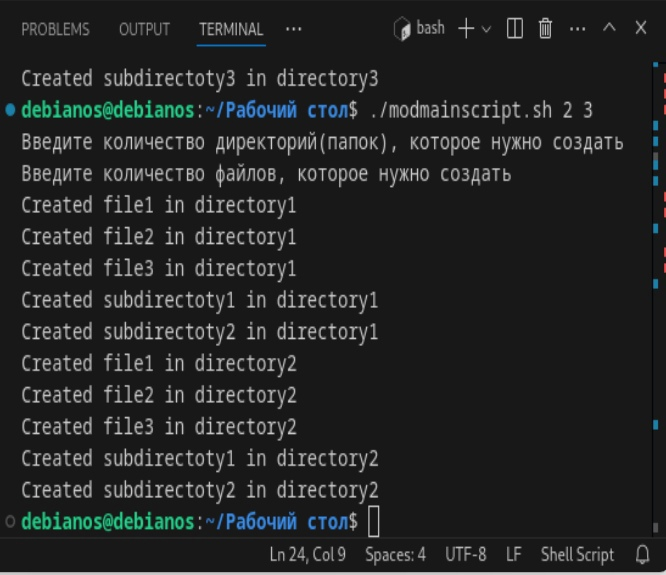 PROBLEMS OUTPUT TERMINAL ··· bash
Created subdirectoty3 in directory3
debianos@debianos:~/Рабочий стол$ ./modmainscript.sh 2 3
Введите количество директорий(папок), которое нужно создать
Введите количество файлов, которое нужно создать
Created file1 in directory1
Created file2 in directory1
Created file3 in directory1
Created subdirectoty1 in directory1
Created subdirectoty2 in directory1
Created file1 in directory2
Created file2 in directory2
Created file3 in directory2
Created subdirectoty1 in directory2
Created subdirectoty2 in directory2
debianos@debianos:~/Рабочий стол$
Ln 24, Col 9 Spaces: 4 UTF-8 LF Shell Script